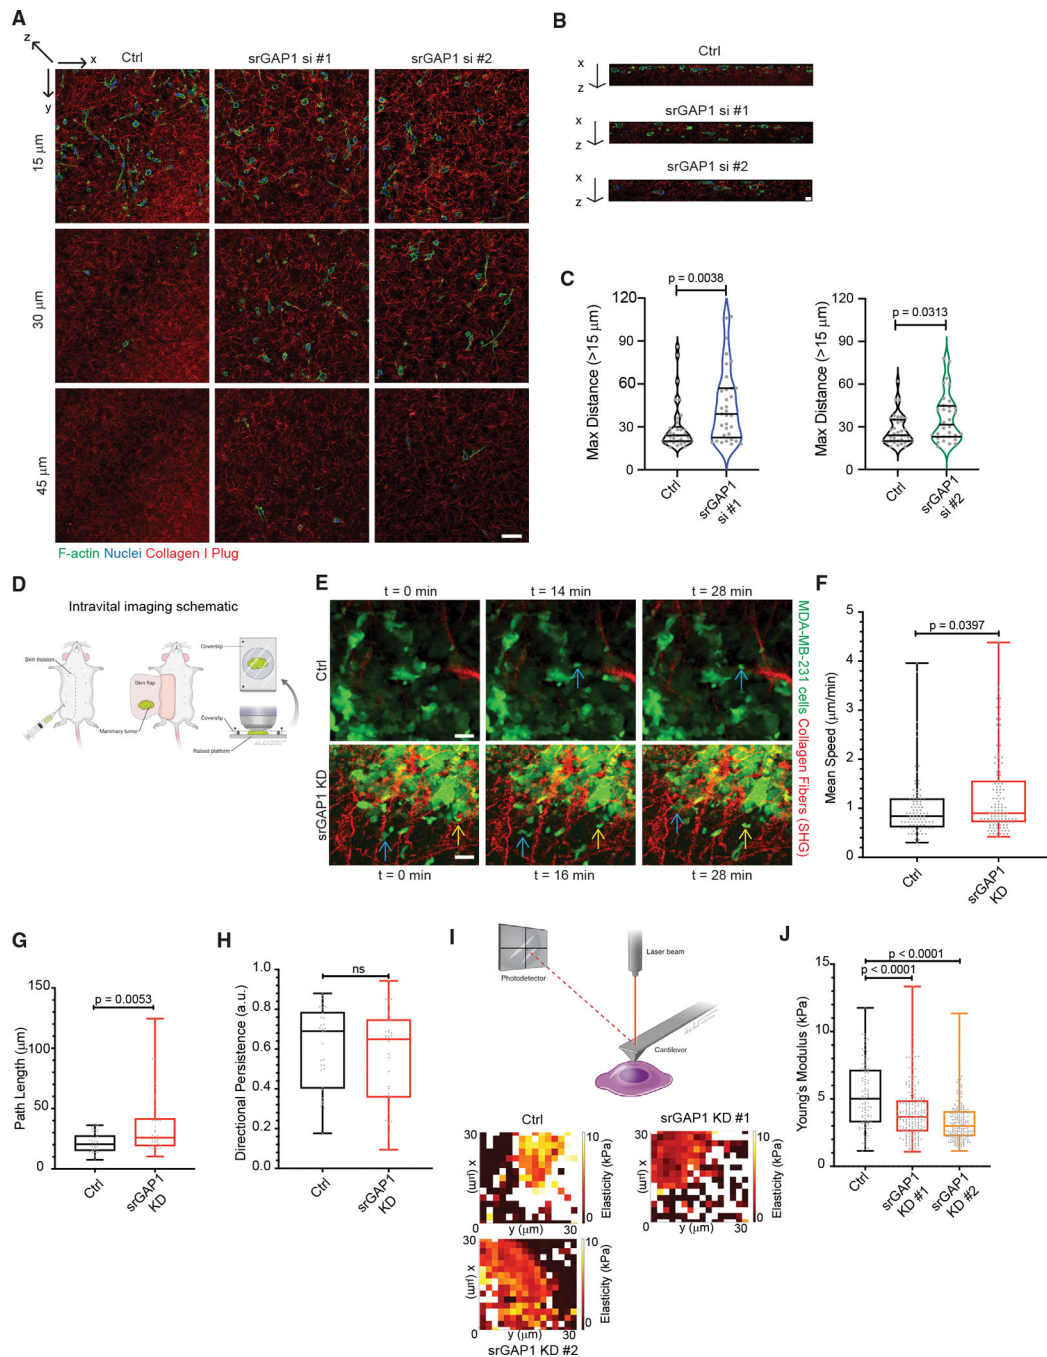 A
z
x
y
Ctrl
srGAP1 si #1
srGAP1 si #2
15 µm
30 µm
45 µm
F-actin Nuclei Collagen I Plug
B
Ctrl
x
z
srGAP1 si #1
x
z
srGAP1 si #2
x
z
C
p = 0.0038
Max Distance (>15 µm)
120
90
60
30
0
Ctrl
srGAP1
si #1
p = 0.0313
Max Distance (>15 µm)
120
90
60
30
0
Ctrl
srGAP1
si #2
D
Intravital imaging schematic
Skin incision
Skin flap
Mammary tumor
Coverslip
Coverslip
Raised platform
E
t = 0 min
t = 14 min
t = 28 min
Ctrl
srGAP1 KD
t = 0 min
t = 16 min
t = 28 min
MDA-MB-231 cells Collagen Fibers (SHG)
F
p = 0.0397
Mean Speed (µm/min)
5
4
3
2
1
0
Ctrl
srGAP1
KD
G
p = 0.0053
Path Length (µm)
150
100
50
0
Ctrl
srGAP1
KD
H
ns
Directional Persistence (a.u.)
1.0
0.8
0.6
0.4
0.2
0.0
Ctrl
srGAP1
KD
I
Photodetector
Laser beam
Cantilever
Ctrl
30
x (µm)
0
y (µm)
30
10
0
Elasticity (kPa)
srGAP1 KD #1
30
x (µm)
0
y (µm)
30
10
0
Elasticity (kPa)
30
x (µm)
0
y (µm)
30
10
0
Elasticity (kPa)
srGAP1 KD #2
J
p < 0.0001
p < 0.0001
Young's Modulus (kPa)
15
10
5
0
Ctrl
srGAP1
KD #1
srGAP1
KD #2